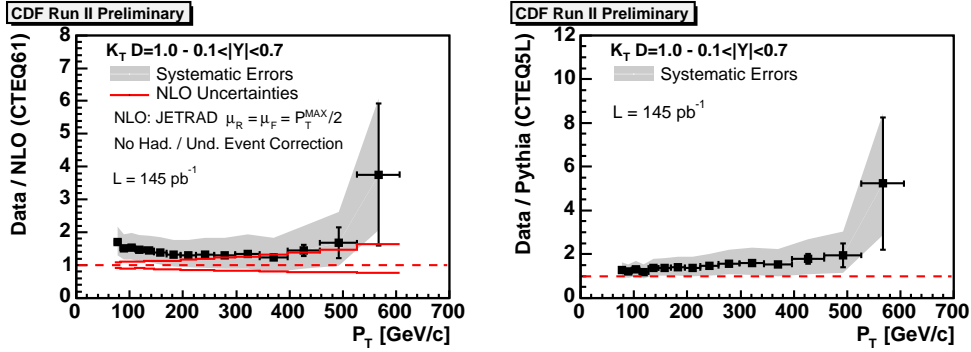 CDF Run II Preliminary
Data / NLO (CTEQ61)
8
7
6
5
4
3
2
1
0
K_T D=1.0 - 0.1<|Y|<0.7
Systematic Errors
NLO Uncertainties
NLO: JETRAD μ_R = μ_F = P_T^MAX/2
No Had. / Und. Event Correction
L = 145 pb^-1
0 100 200 300 400 500 600 700
P_T [GeV/c]
CDF Run II Preliminary
Data / Pythia (CTEQ5L)
12
10
8
6
4
2
0
K_T D=1.0 - 0.1<|Y|<0.7
Systematic Errors
L = 145 pb^-1
0 100 200 300 400 500 600 700
P_T [GeV/c]